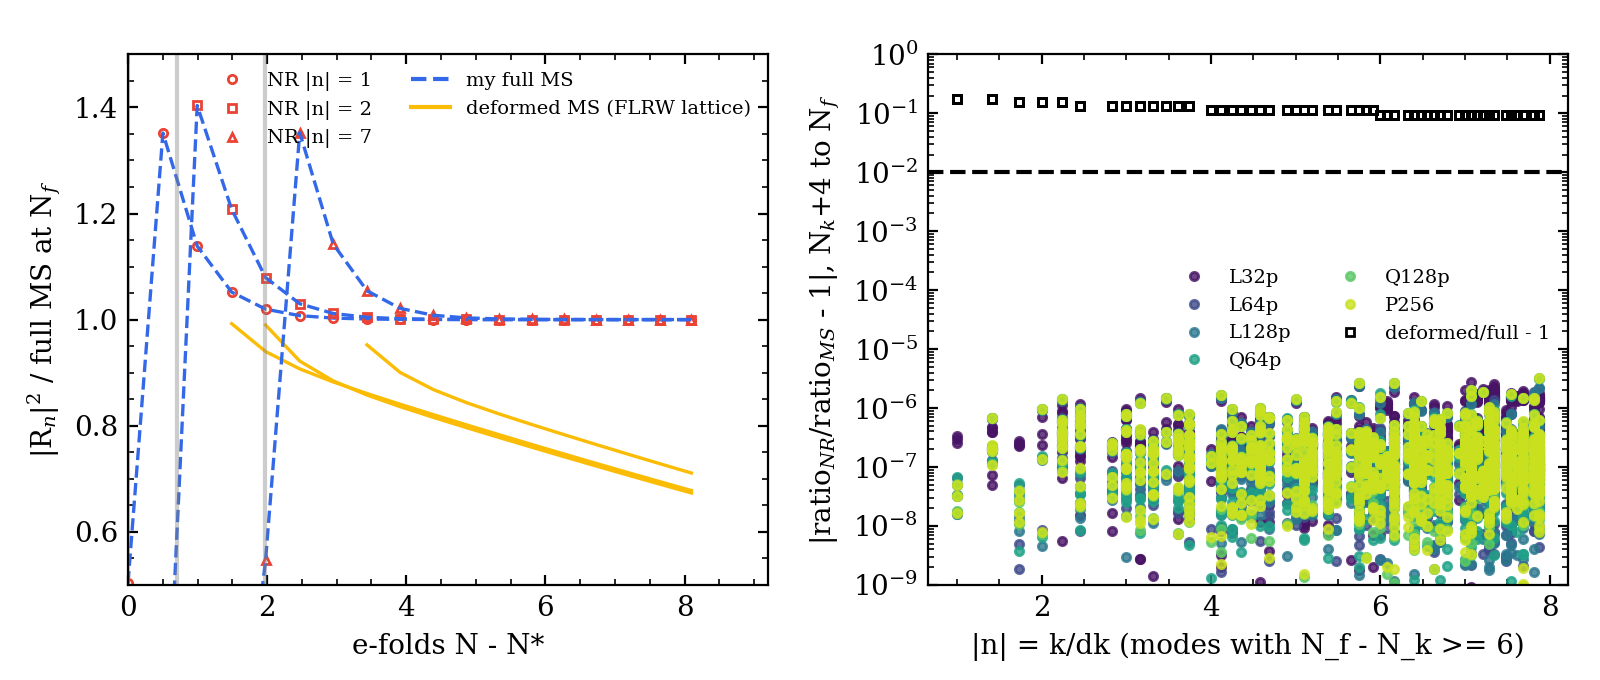 |R_n|^2 / full MS at N_f
1.4
1.2
1.0
0.8
0.6
0
2
4
6
8
e-folds N - N*
NR |n| = 1
NR |n| = 2
NR |n| = 7
my full MS
deformed MS (FLRW lattice)
|ratio_{NR}/ratio_{MS} - 1|, N_k+4 to N_f
10^0
10^{-1}
10^{-2}
10^{-3}
10^{-4}
10^{-5}
10^{-6}
10^{-7}
10^{-8}
10^{-9}
2
4
6
8
|n| = k/dk (modes with N_f - N_k >= 6)
L32p
L64p
L128p
Q64p
Q128p
P256
deformed/full - 1